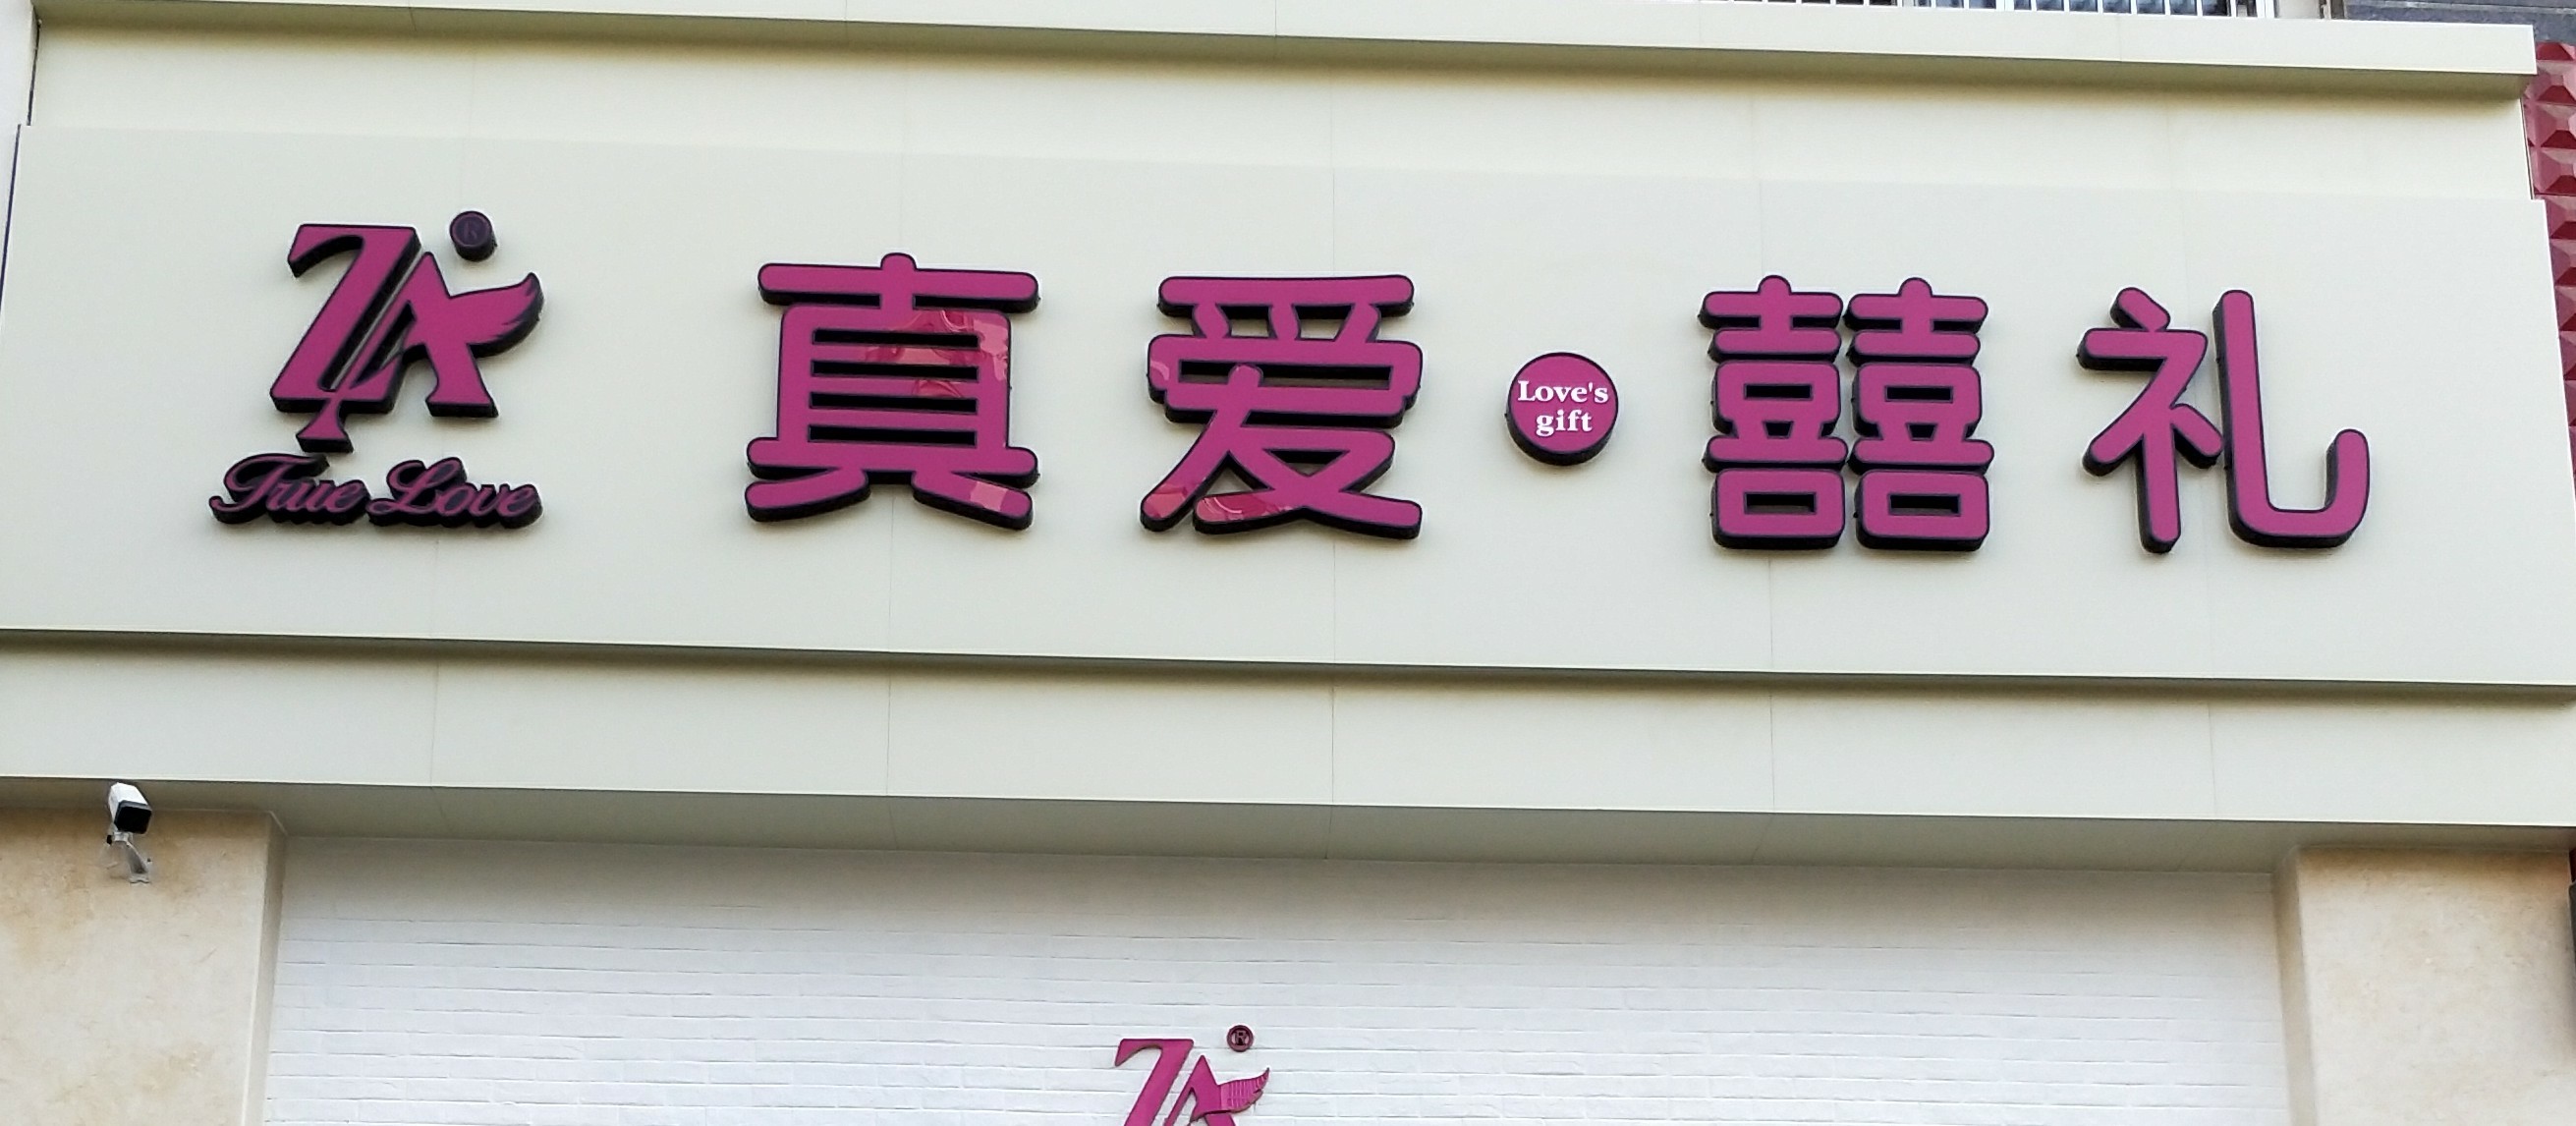 ZA®
True Love
真爱·囍礼
Love's
gift
ZA®